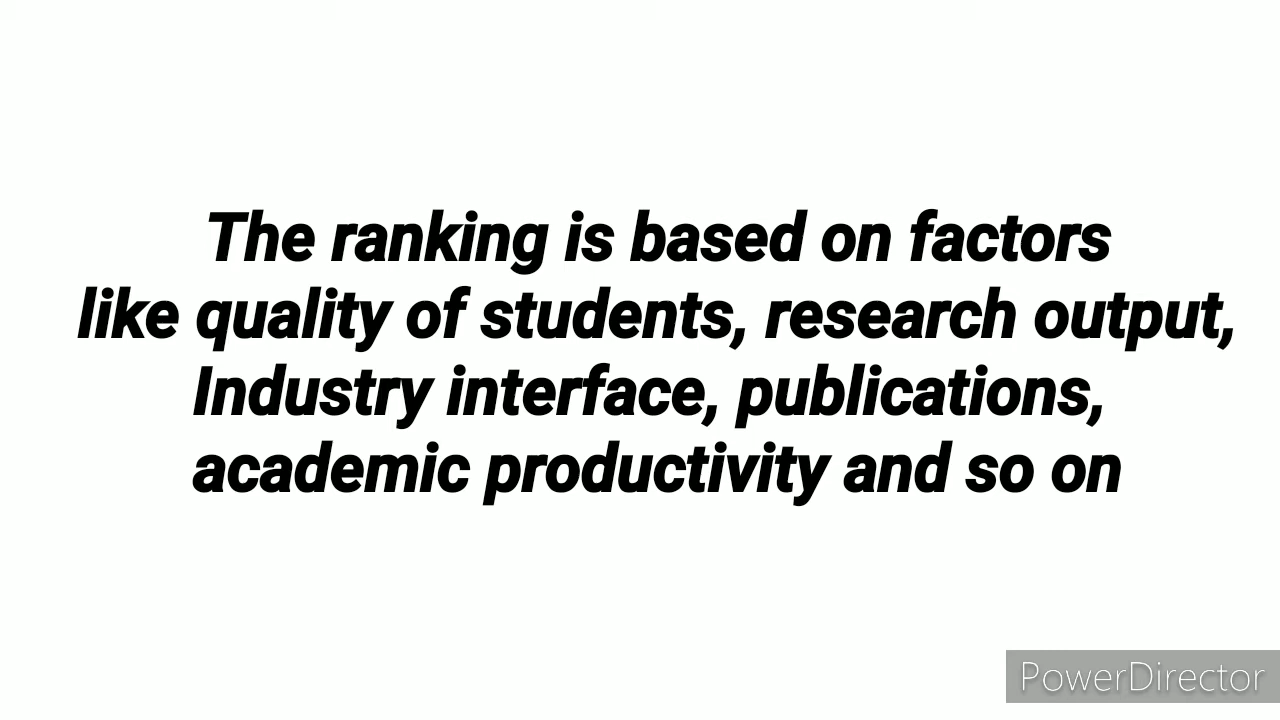 The ranking is based on factors
like quality of students, research output,
Industry interface, publications,
academic productivity and so on
PowerDirector